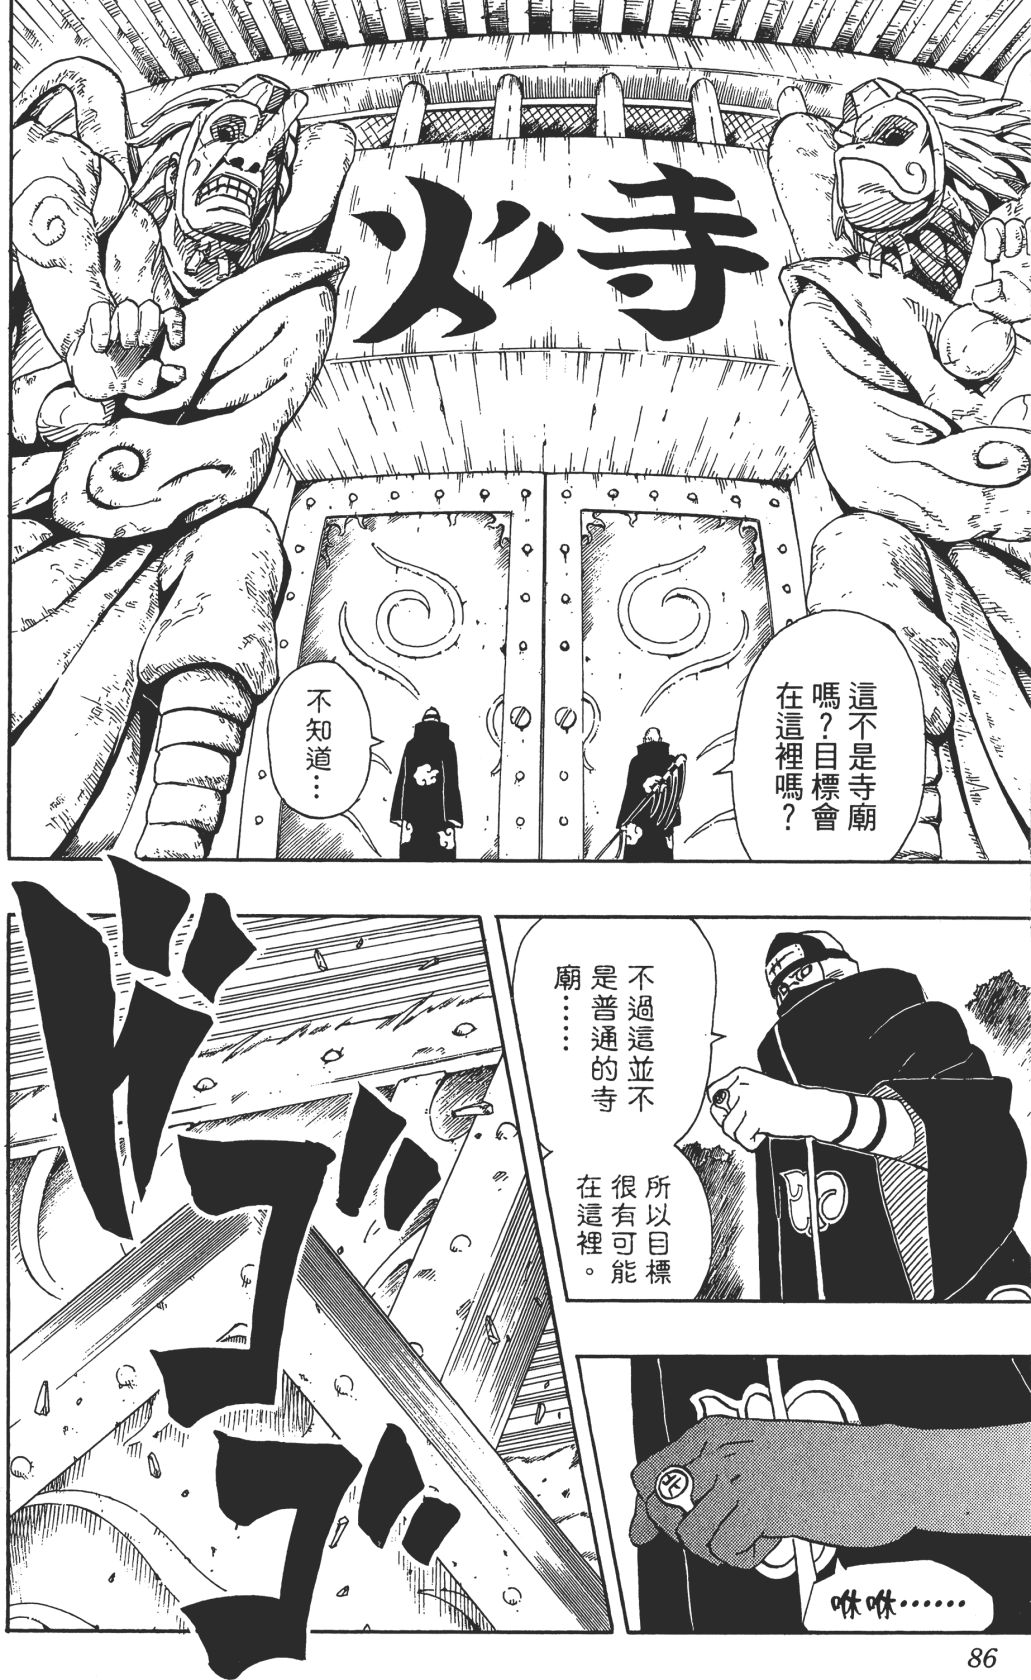 火寺
這不是寺廟
嗎？目標會
在這裡嗎？
不知道…
不過這並不
是普通的寺
廟……
所以目標
很有可能
在這裡。
咻咻……
ドゴゴ
86